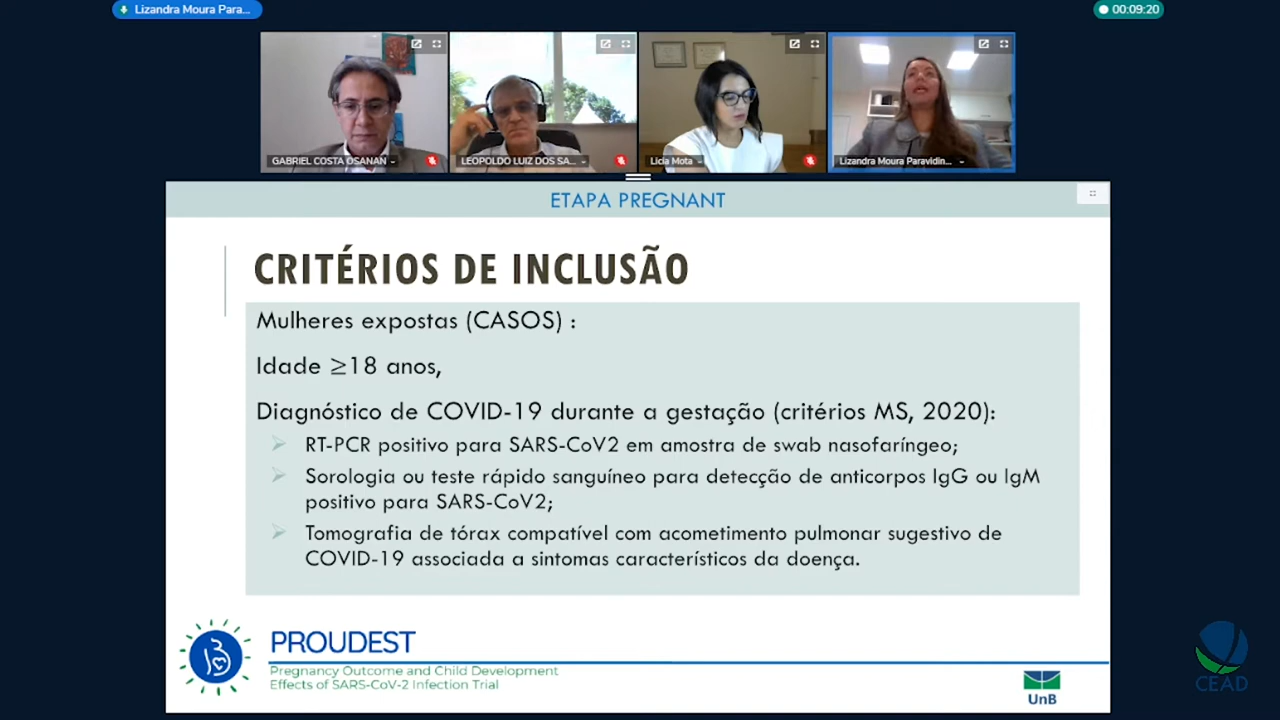 Lizandra Moura Para...
00:09:20
GABRIEL COSTA OSANAN
LEOPOLDO LUIZ DOS SA...
Licia Mota
Lizandra Moura Paravidin...
ETAPA PREGNANT
CRITÉRIOS DE INCLUSÃO
Mulheres expostas (CASOS) :
Idade ≥18 anos,
Diagnóstico de COVID-19 durante a gestação (critérios MS, 2020):
RT-PCR positivo para SARS-CoV2 em amostra de swab nasofaríngeo;
Sorologia ou teste rápido sanguíneo para detecção de anticorpos IgG ou IgM
positivo para SARS-CoV2;
Tomografia de tórax compatível com acometimento pulmonar sugestivo de
COVID-19 associada a sintomas característicos da doença.
PROUDEST
Pregnancy Outcome and Child Development
Effects of SARS-CoV-2 Infection Trial
UnB
CEAD